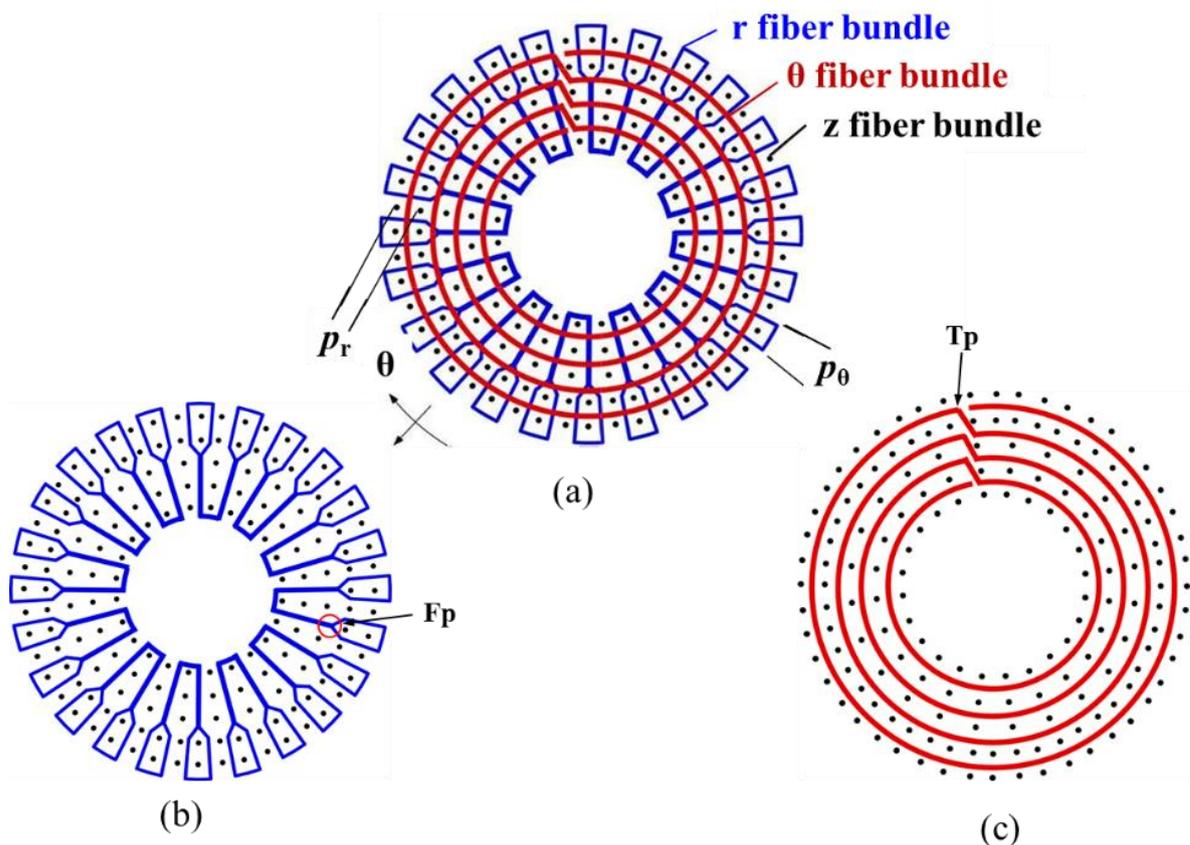 r fiber bundle
θ fiber bundle
z fiber bundle
pr
θ
pθ
(a)
Tp
Fp
(b)
(c)